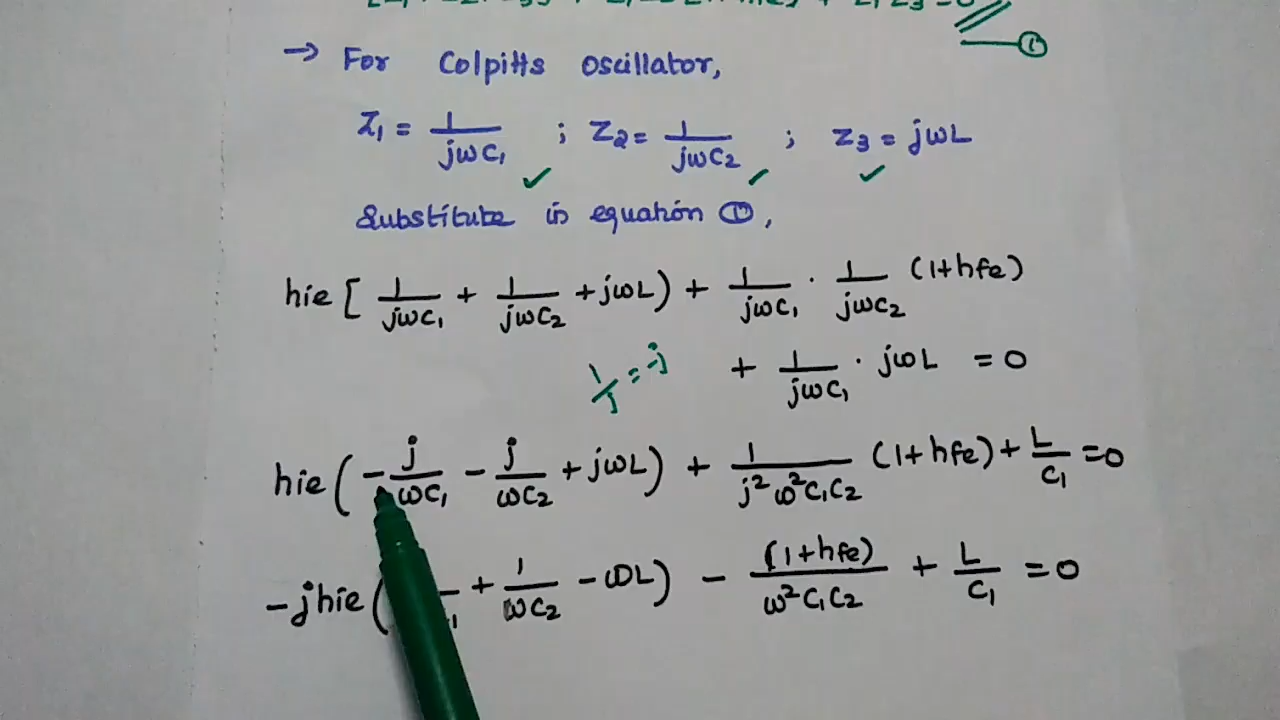 → For Colpitts oscillator,
Z₁ = 1/jωC₁ ; Z₂ = 1/jωC₂ ; Z₃ = jωL
Substitute in equation ①,
hie [ 1/jωC₁ + 1/jωC₂ + jωL) + 1/jωC₁ · 1/jωC₂ (1+hfe)
+ 1/jωC₁ · jωL = 0
1/j = -j
hie ( - j/ωC₁ - j/ωC₂ + jωL) + 1/j²ω²C₁C₂ (1+hfe) + L/C₁ = 0
-jhie ( + 1/ωC₂ - ωL) - (1+hfe)/ω²C₁C₂ + L/C₁ = 0